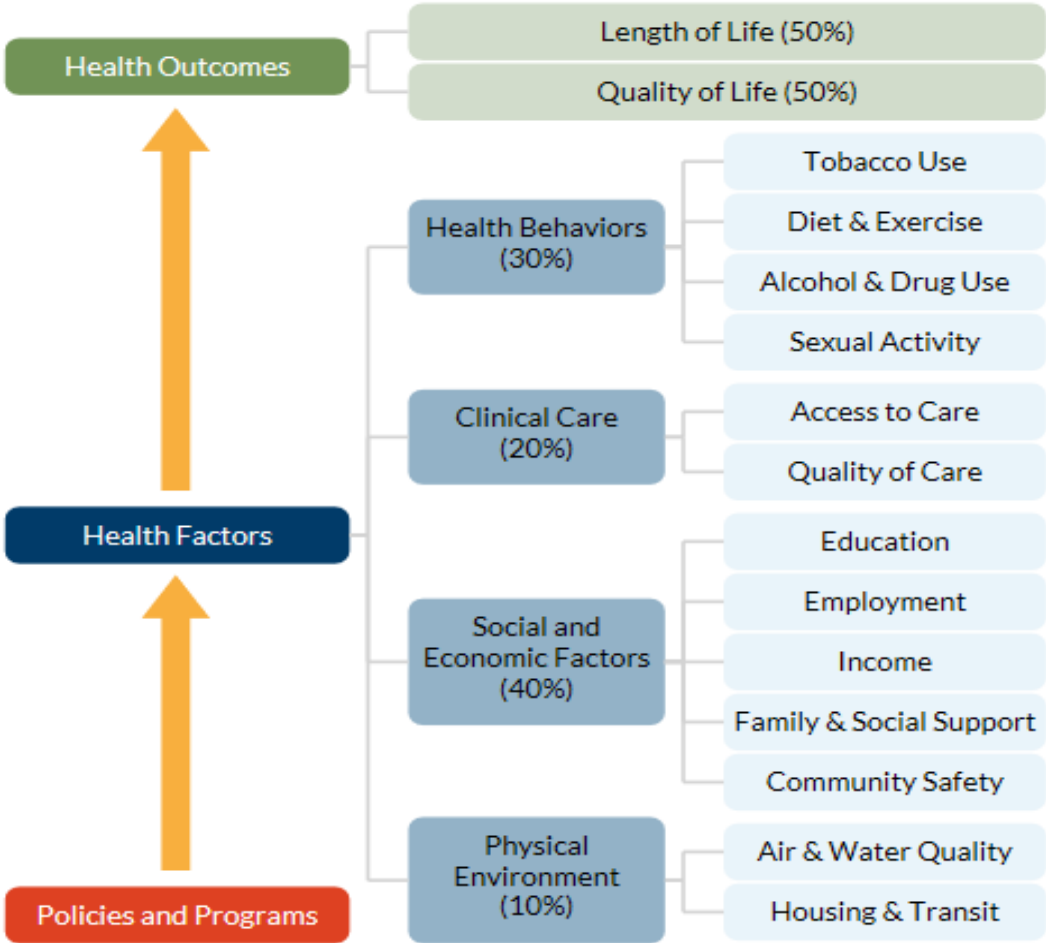 Health Outcomes
Length of Life (50%)
Quality of Life (50%)
Health Factors
Health Behaviors
(30%)
Tobacco Use
Diet & Exercise
Alcohol & Drug Use
Sexual Activity
Clinical Care
(20%)
Access to Care
Quality of Care
Social and
Economic Factors
(40%)
Education
Employment
Income
Family & Social Support
Community Safety
Physical
Environment
(10%)
Air & Water Quality
Housing & Transit
Policies and Programs